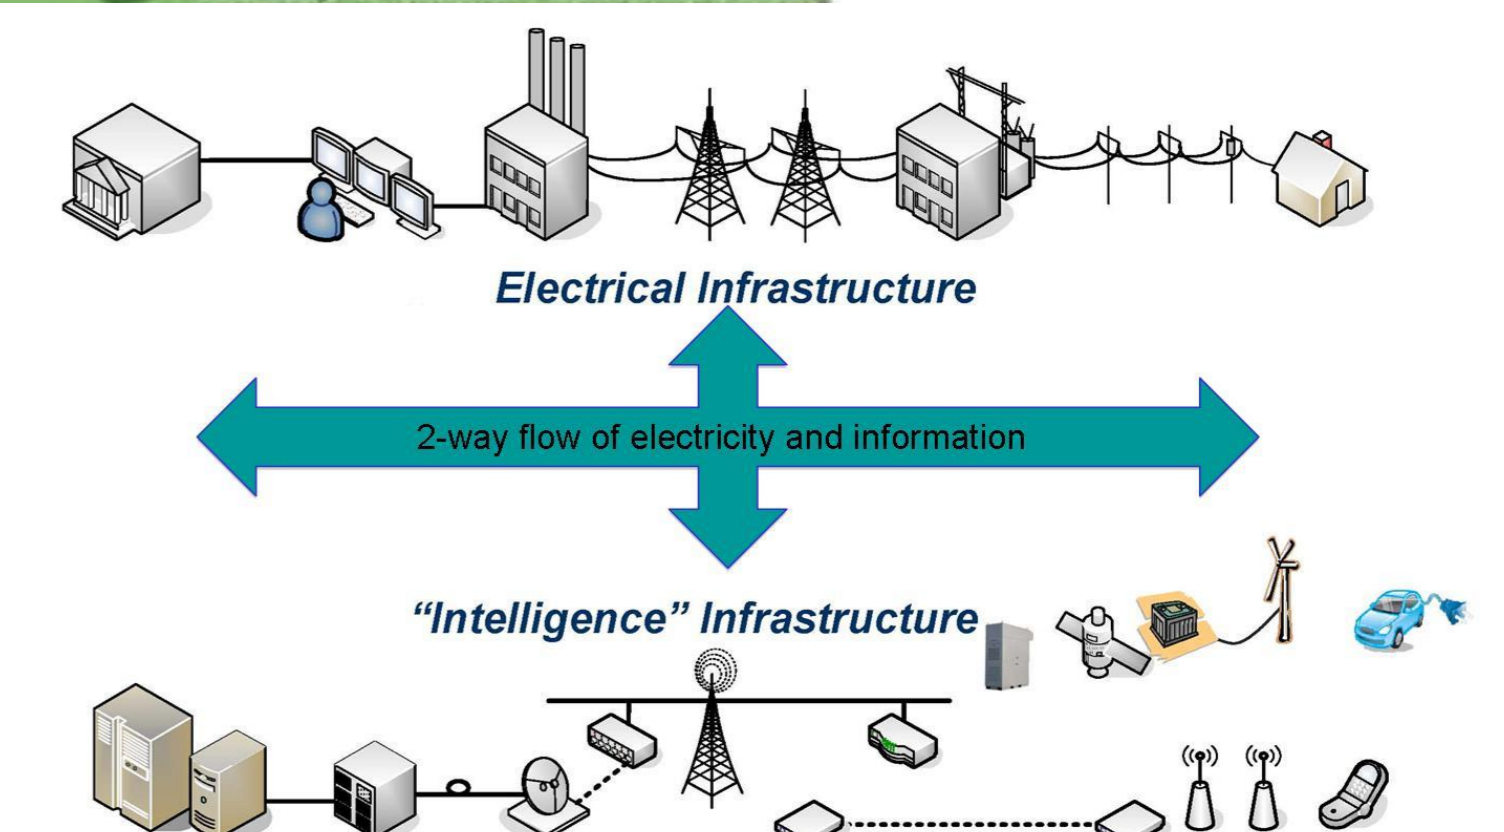 Electrical Infrastructure
2-way flow of electricity and information
“Intelligence” Infrastructure